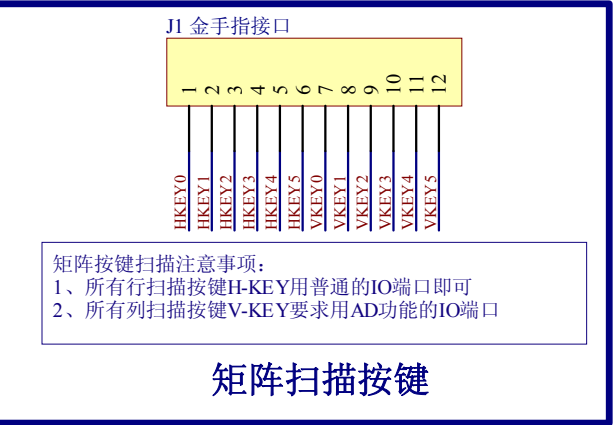 J1 金手指接口
1 2 3 4 5 6 7 8 9 10 11 12
HKEY0 HKEY1 HKEY2 HKEY3 HKEY4 HKEY5 VKEY0 VKEY1 VKEY2 VKEY3 VKEY4 VKEY5
矩阵按键扫描注意事项:
1、所有行扫描按键H-KEY用普通的IO端口即可
2、所有列扫描按键V-KEY要求用AD功能的IO端口
矩阵扫描按键